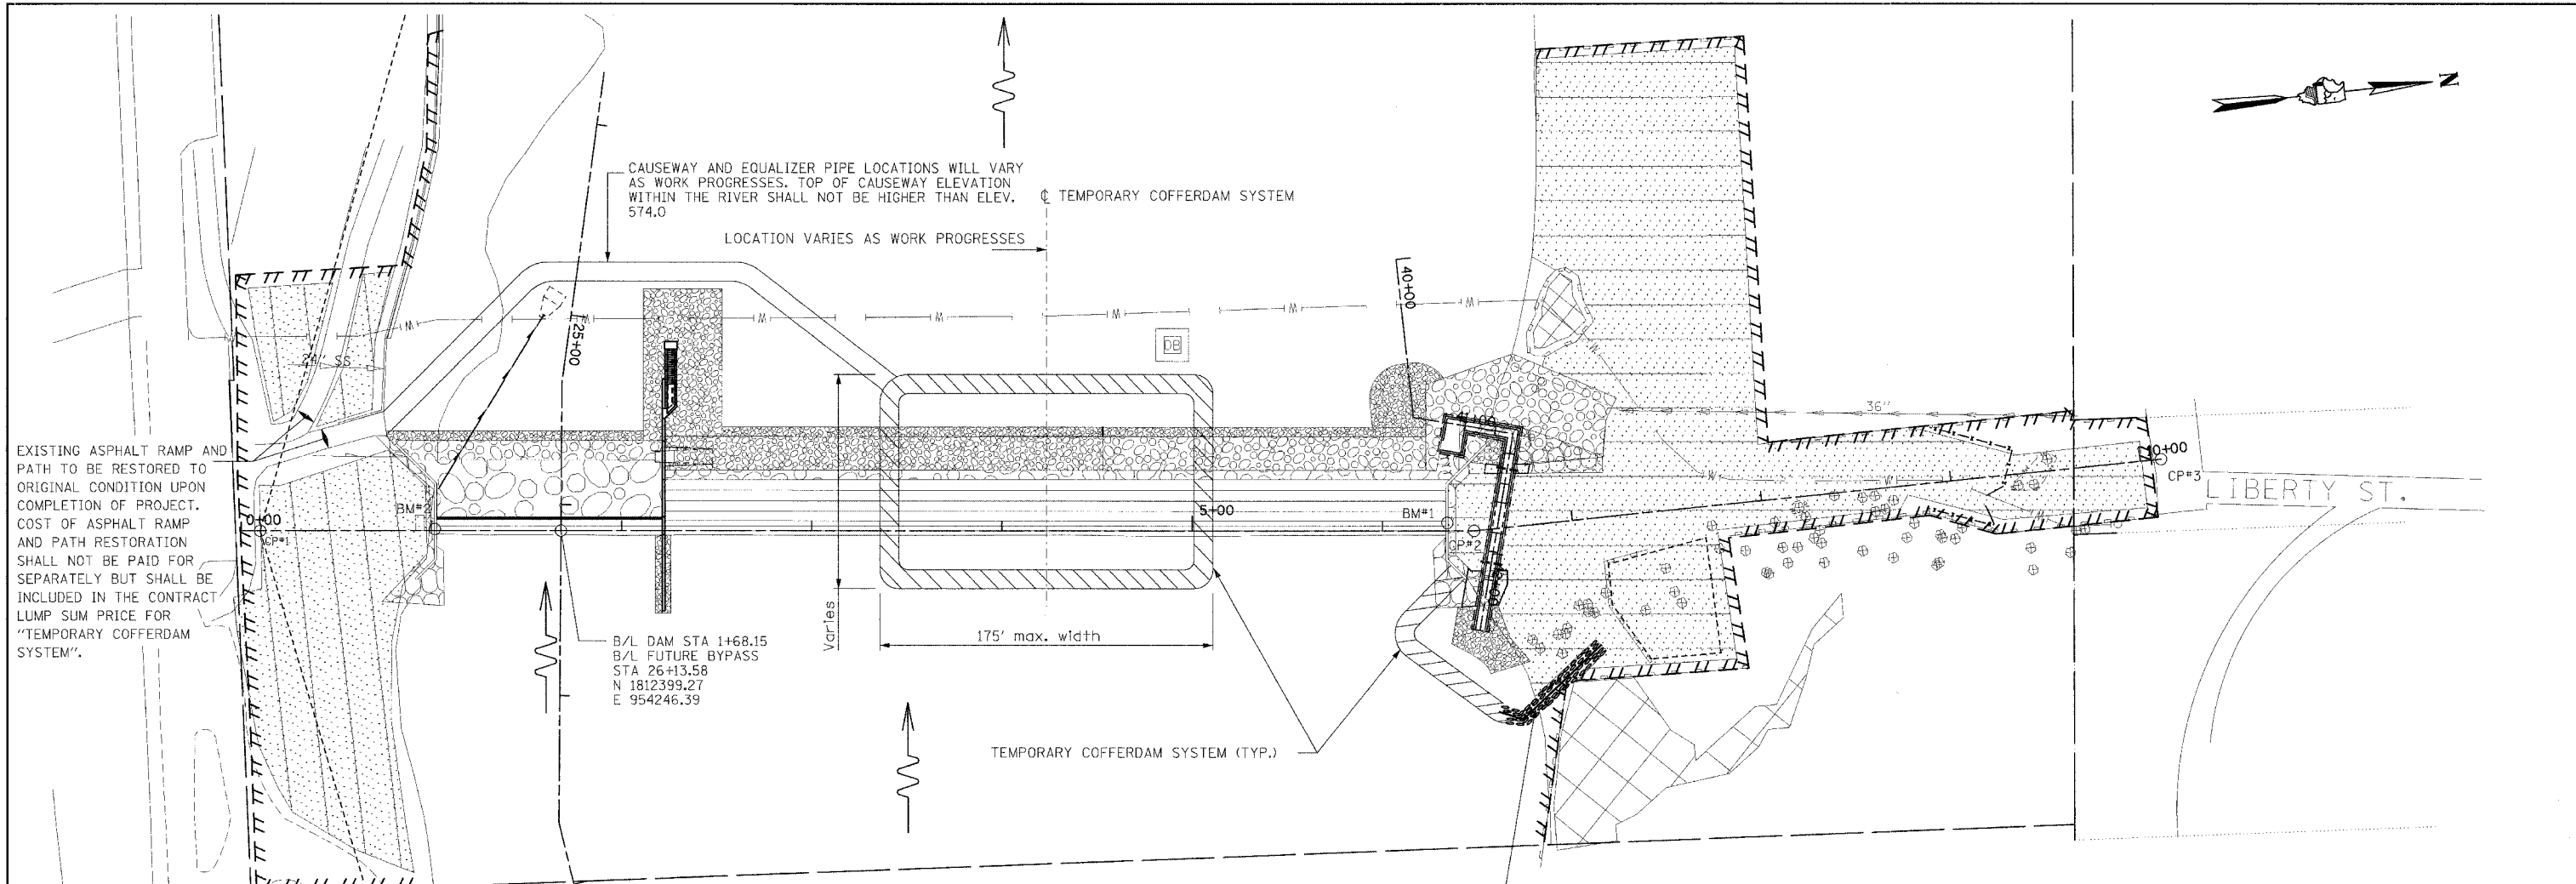 N
CAUSEWAY AND EQUALIZER PIPE LOCATIONS WILL VARY
AS WORK PROGRESSES. TOP OF CAUSEWAY ELEVATION
WITHIN THE RIVER SHALL NOT BE HIGHER THAN ELEV.
574.0
℄ TEMPORARY COFFERDAM SYSTEM
LOCATION VARIES AS WORK PROGRESSES
40+00
W
W
W
W
W
25+00
DB
24" SS
36"
41+00
EXISTING ASPHALT RAMP AND
PATH TO BE RESTORED TO
ORIGINAL CONDITION UPON
COMPLETION OF PROJECT.
COST OF ASPHALT RAMP
AND PATH RESTORATION
SHALL NOT BE PAID FOR
SEPARATELY BUT SHALL BE
INCLUDED IN THE CONTRACT
LUMP SUM PRICE FOR
"TEMPORARY COFFERDAM
SYSTEM".
10+00
CP#3
LIBERTY ST.
BM#2
0+00
CP#1
5+00
BM#1
CP#2
Varies
175' max. width
B/L DAM STA 1+68.15
B/L FUTURE BYPASS
STA 26+13.58
N 1812399.27
E 954246.39
TEMPORARY COFFERDAM SYSTEM (TYP.)